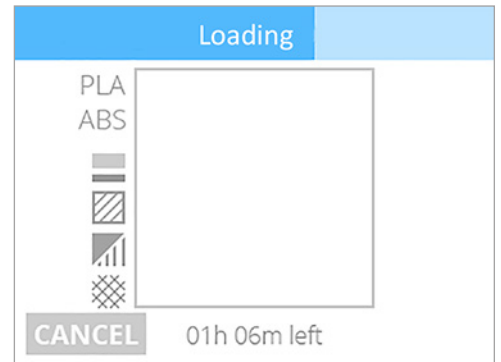 Loading
PLA
ABS
CANCEL
01h 06m left